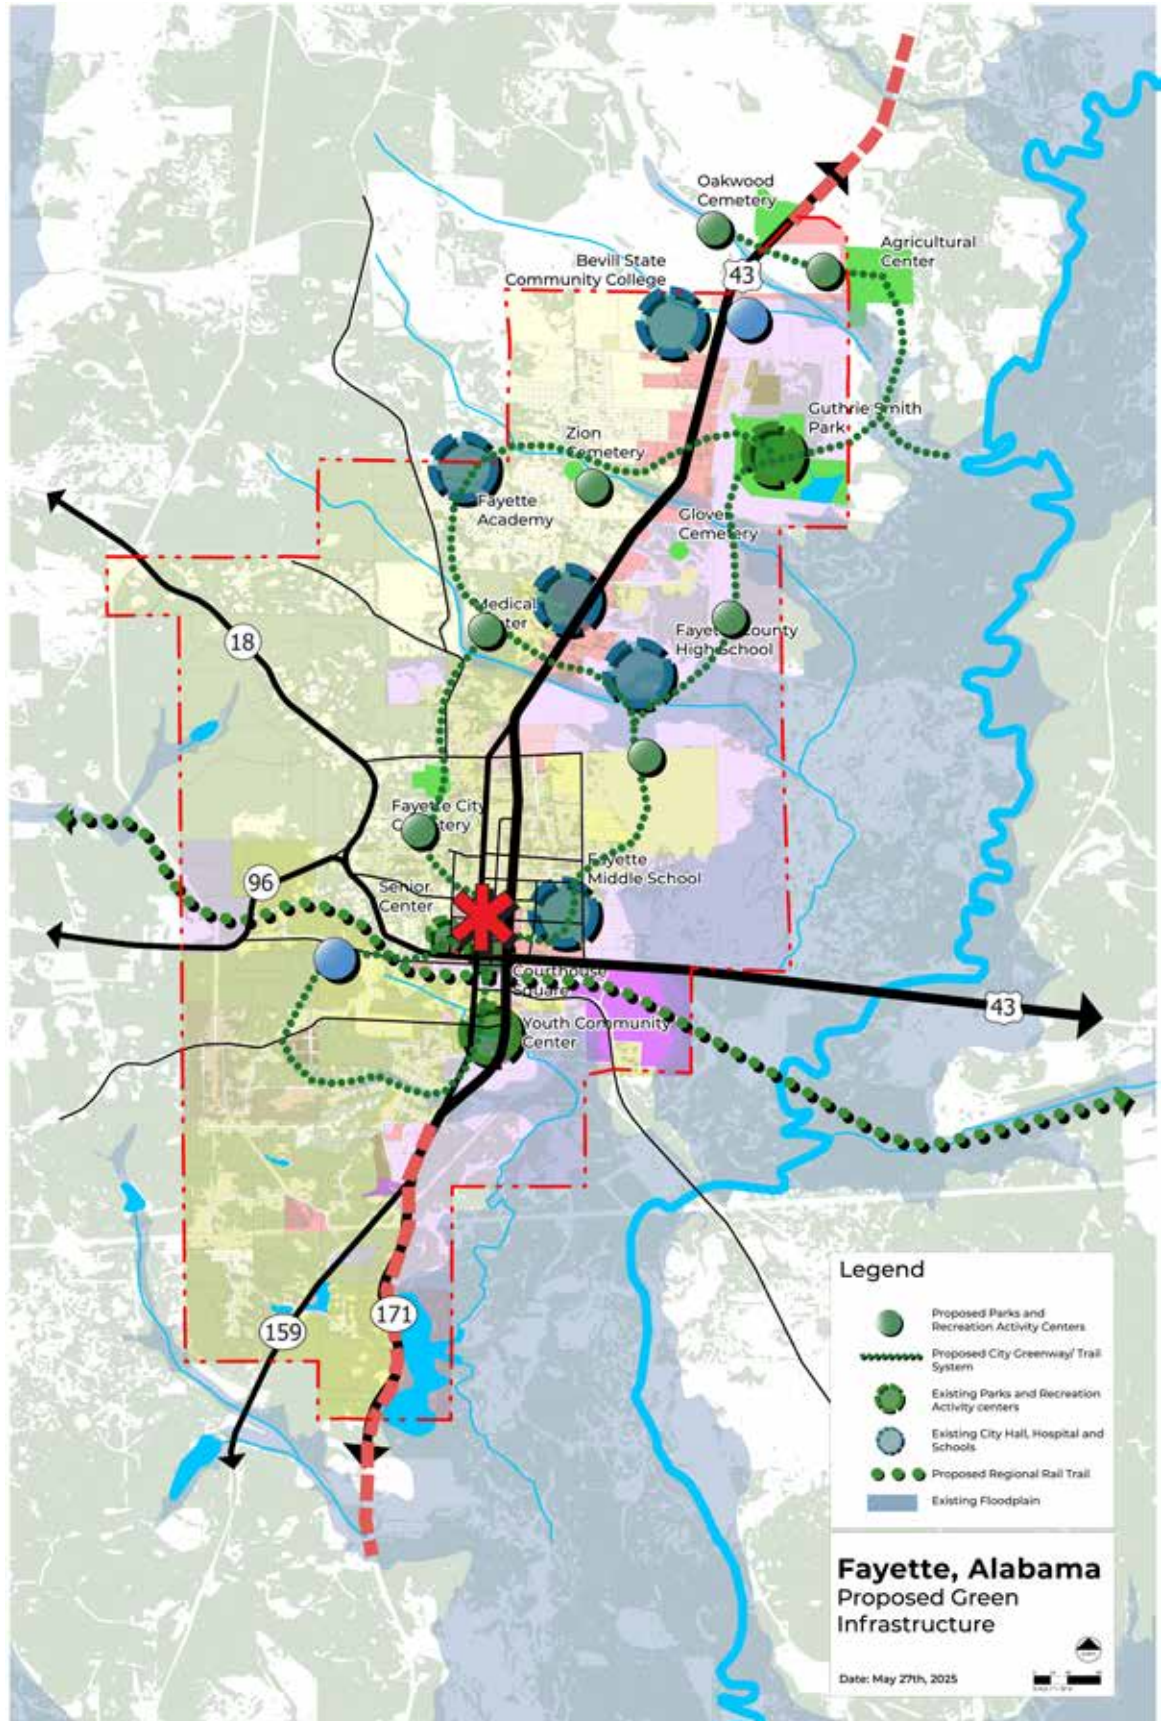 Oakwood
Cemetery
Agricultural
Center
Bevill State
Community College
43
Guthrie Smith
Park
Zion
Cemetery
Fayette
Academy
Glover
Cemetery
Medical
Center
Fayette County
High School
18
Fayette City
Cemetery
Fayette
Middle School
96
Senior
Center
Courthouse
Square
43
Youth Community
Center
171
159
Legend
Proposed Parks and
Recreation Activity Centers
Proposed City Greenway/ Trail
System
Existing Parks and Recreation
Activity centers
Existing City Hall, Hospital and
Schools
Proposed Regional Rail Trail
Existing Floodplain
Fayette, Alabama
Proposed Green
Infrastructure
Date: May 27th, 2025